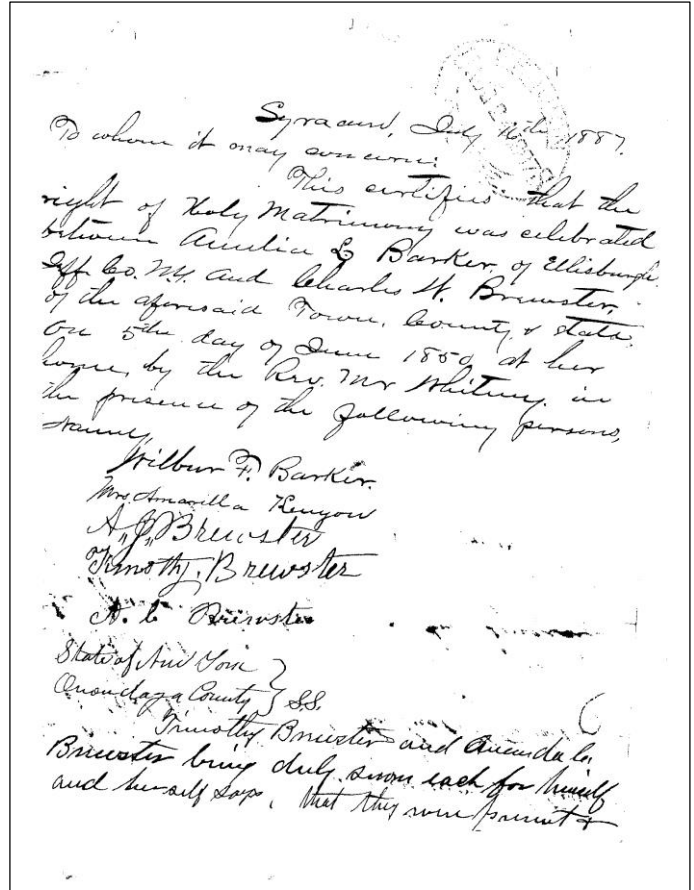 Syracuse, July 16th 1887.
To whom it may concern:
This certifies that the
right of Holy Matrimony was celebrated
between Amelia L Barker, of Ellisburgh
Jeff. Co. N.Y. and Charles W. Brewster,
of the aforesaid Town, County, & State.
On 5th day of June 1850, at her
home, by the Rev. Mr Whitney, in
the presence of the following persons,
Wilbur F. Barker.
Mrs. Amarilla Kenyon
A. J. Brewster
Timothy Brewster
A. C. Brewster
State of New York }
Onondaga County } SS.
Timothy Brewster and Amanda C.
Brewster being duly sworn each for himself
and herself says, that they were present &